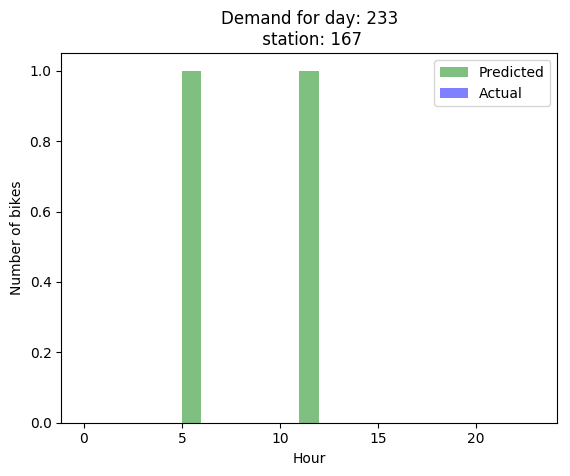 Demand for day: 233
station: 167
Predicted
Actual
Number of bikes
1.0
0.8
0.6
0.4
0.2
0.0
0
5
10
15
20
Hour